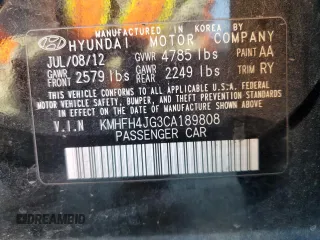 MANUFACTURED IN KOREA BY
HYUNDAI MOTOR COMPANY
JUL/08/12 GVWR 4785 lbs PAINT AA
GAWR FRONT 2579 lbs GAWR REAR 2249 lbs TRIM RY
THIS VEHICLE CONFORMS TO ALL APPLICABLE U.S. FEDERAL MOTOR VEHICLE SAFETY, BUMPER, AND THEFT PREVENTION STANDARDS IN EFFECT ON THE DATE OF MANUFACTURE SHOWN ABOVE.
V.I.N KMHFH4JG3CA189808
PASSENGER CAR
DREAMBID